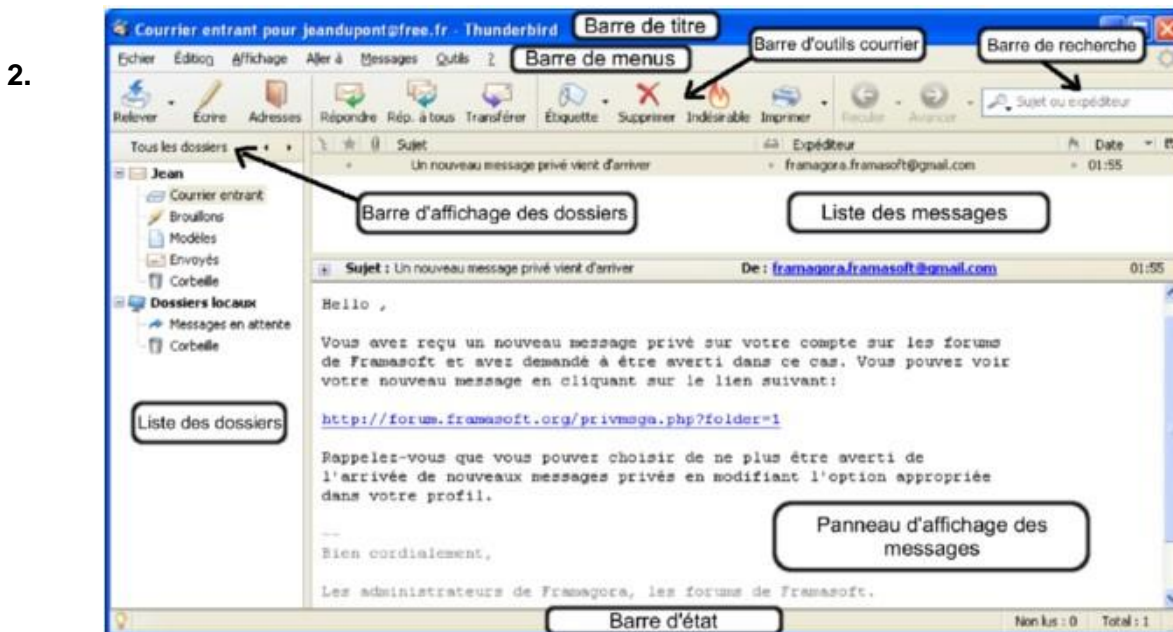 Courrier entrant pour jeandupont@free.fr - Thunderbird Barre de titre
Barre d'outils courrier
Barre de recherche
Fichier Édition Affichage Aller à Messages Outils ? Barre de menus
2.
Relever Écrire Adresses Répondre Rép. à tous Transférer Étiquette Supprimer Indésirable Imprimer Reculer Avancer Sujet ou expéditeur
Tous les dossiers Sujet Expéditeur Date
Un nouveau message privé vient d'arriver framagora.framasoft@gmail.com 01:55
Jean
Courrier entrant
Brouillons
Modèles
Envoyés
Corbeille
Dossiers locaux
Messages en attente
Corbeille
Barre d'affichage des dossiers
Liste des messages
Liste des dossiers
Sujet : Un nouveau message privé vient d'arriver De : framagora.framasoft@gmail.com 01:55
Hello ,
Vous avez reçu un nouveau message privé sur votre compte sur les forums
de Framasoft et avez demandé à être averti dans ce cas. Vous pouvez voir
votre nouveau message en cliquant sur le lien suivant:
http://forum.framasoft.org/privmsga.php?folder=1
Rappelez-vous que vous pouvez choisir de ne plus être averti de
l'arrivée de nouveaux messages privés en modifiant l'option appropriée
dans votre profil.
--
Bien cordialement,
Les administrateurs de Framagora, les forums de Framasoft.
Panneau d'affichage des
messages
Barre d'état
Non lus : 0 Total : 1